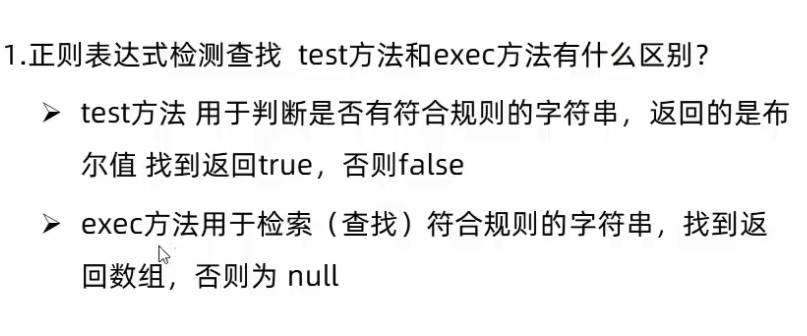 1.正则表达式检测查找 test方法和exec方法有什么区别？
➢ test方法 用于判断是否有符合规则的字符串，返回的是布
尔值 找到返回true，否则false
➢ exec方法用于检索（查找）符合规则的字符串，找到返
回数组，否则为 null